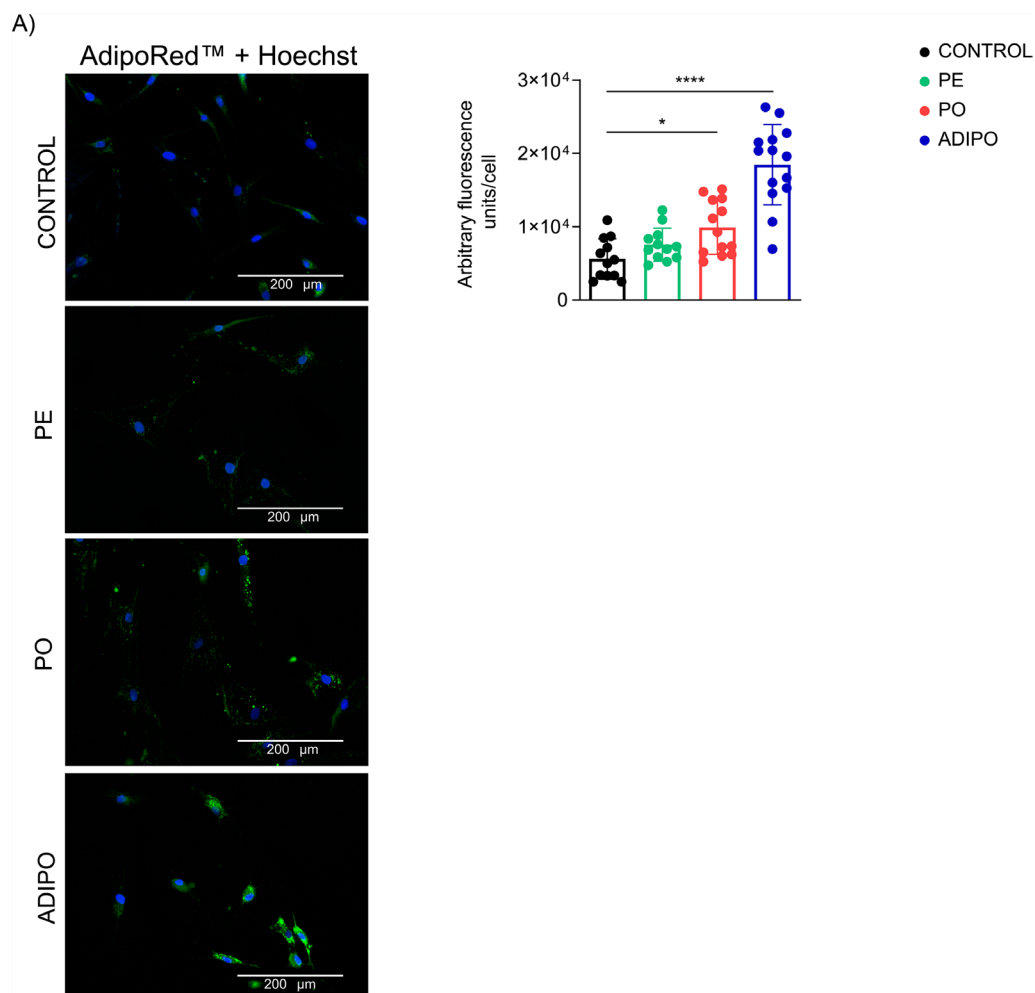 A)
AdipoRed™ + Hoechst
CONTROL
200 µm
PE
200 µm
PO
200 µm
ADIPO
200 µm
Arbitrary fluorescence
units/cell
3×10⁴
2×10⁴
1×10⁴
0
****
*
CONTROL
PE
PO
ADIPO